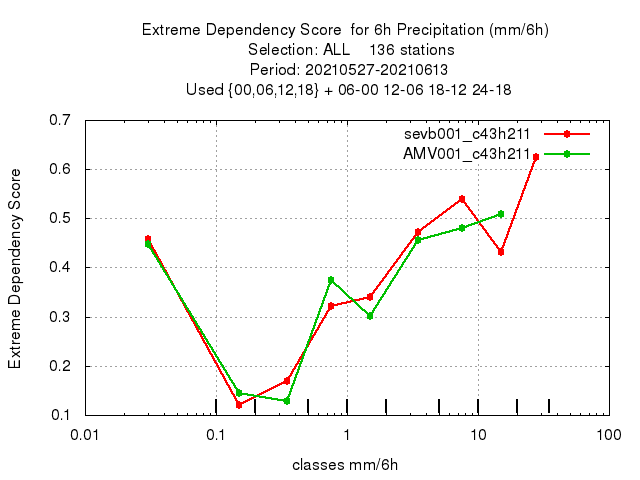 Extreme Dependency Score  for 6h Precipitation (mm/6h)
Selection: ALL    136 stations
Period: 20210527-20210613
Used {00,06,12,18} + 06-00 12-06 18-12 24-18
sevb001_c43h211
AMV001_c43h211
Extreme Dependency Score
0.7
0.6
0.5
0.4
0.3
0.2
0.1
0.01 0.1 1 10 100
classes mm/6h